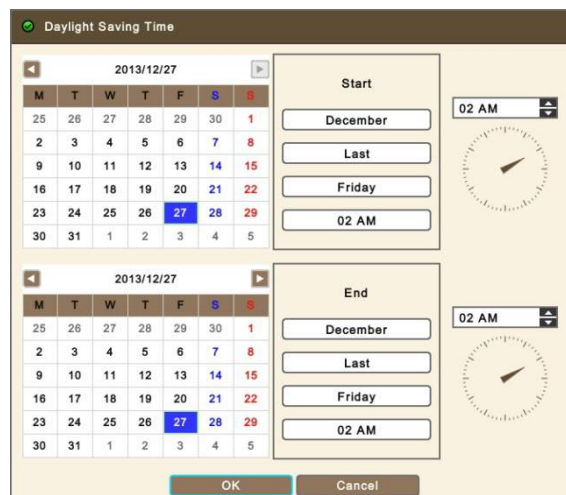 Daylight Saving Time
2013/12/27
M T W T F S S
25 26 27 28 29 30 1
2 3 4 5 6 7 8
9 10 11 12 13 14 15
16 17 18 19 20 21 22
23 24 25 26 27 28 29
30 31 1 2 3 4 5
Start
December
Last
Friday
02 AM
02 AM
2013/12/27
M T W T F S S
25 26 27 28 29 30 1
2 3 4 5 6 7 8
9 10 11 12 13 14 15
16 17 18 19 20 21 22
23 24 25 26 27 28 29
30 31 1 2 3 4 5
End
December
Last
Friday
02 AM
02 AM
OK Cancel